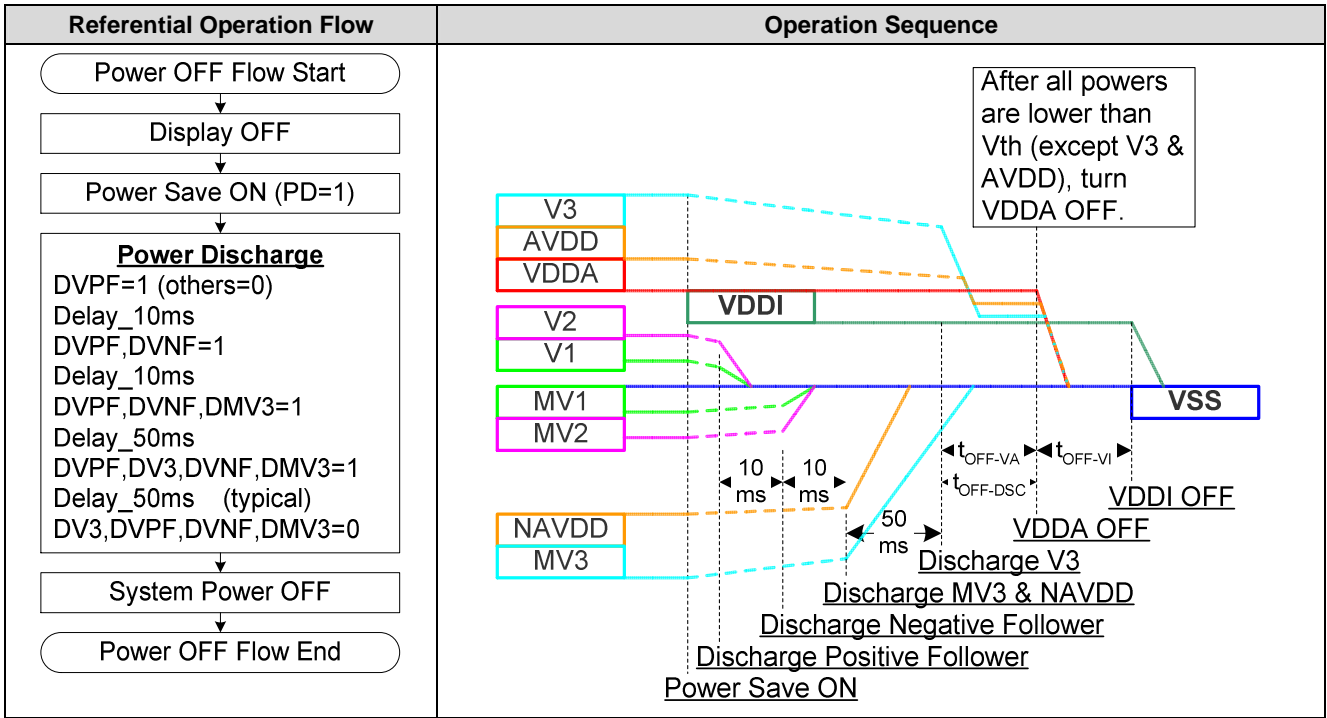 Referential Operation Flow
Operation Sequence
Power OFF Flow Start
Display OFF
Power Save ON (PD=1)
Power Discharge
DVPF=1 (others=0)
Delay_10ms
DVPF,DVNF=1
Delay_10ms
DVPF,DVNF,DMV3=1
Delay_50ms
DVPF,DV3,DVNF,DMV3=1
Delay_50ms (typical)
DV3,DVPF,DVNF,DMV3=0
System Power OFF
Power OFF Flow End
After all powers
are lower than
Vth (except V3 &
AVDD), turn
VDDA OFF.
V3
AVDD
VDDA
VDDI
V2
V1
MV1
MV2
VSS
NAVDD
MV3
10
ms
10
ms
50
ms
tOFF-VA
tOFF-VI
tOFF-DSC
VDDI OFF
VDDA OFF
Discharge V3
Discharge MV3 & NAVDD
Discharge Negative Follower
Discharge Positive Follower
Power Save ON